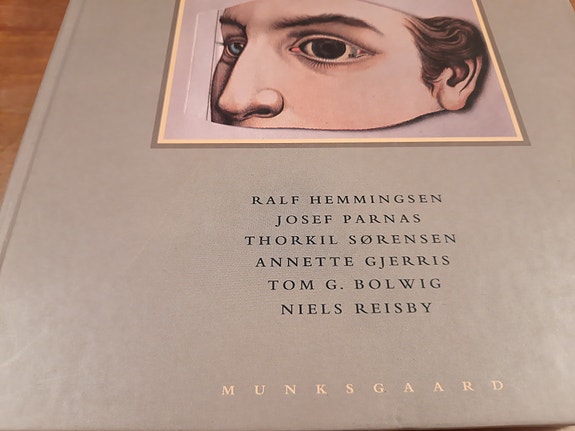 RALF HEMMINGSEN
JOSEF PARNAS
THORKIL SØRENSEN
ANNETTE GJERRIS
TOM G. BOLWIG
NIELS REISBY
MUNKSGAARD